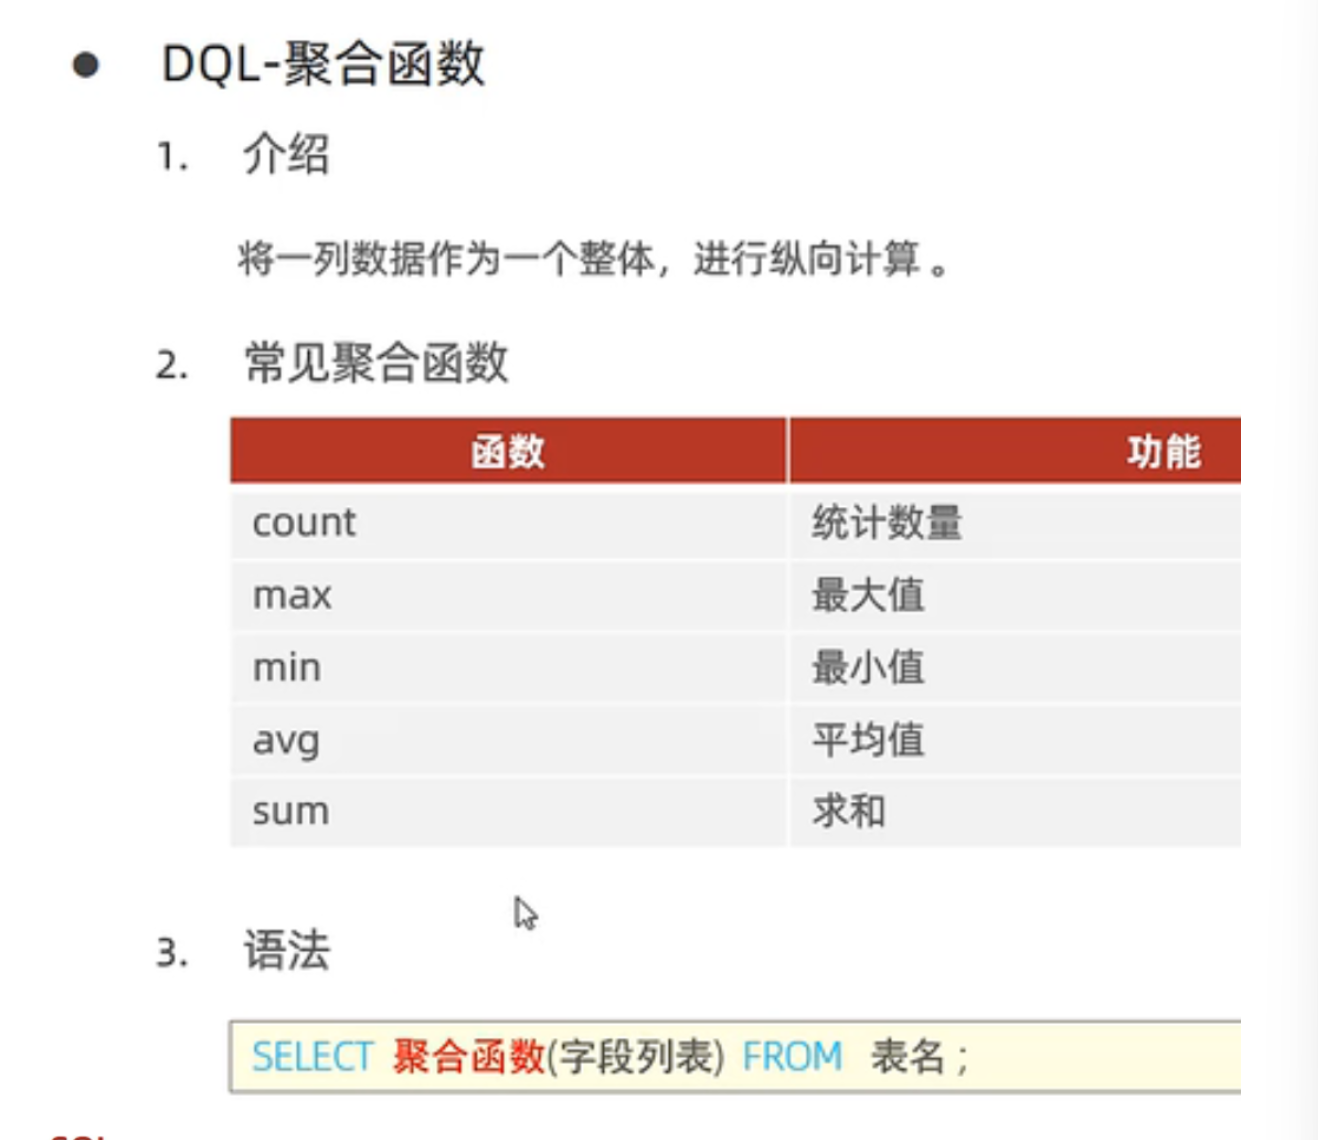 DQL-聚合函数
1. 介绍
将一列数据作为一个整体，进行纵向计算 。
2. 常见聚合函数
函数 功能
count 统计数量
max 最大值
min 最小值
avg 平均值
sum 求和
3. 语法
SELECT 聚合函数(字段列表) FROM 表名 ;